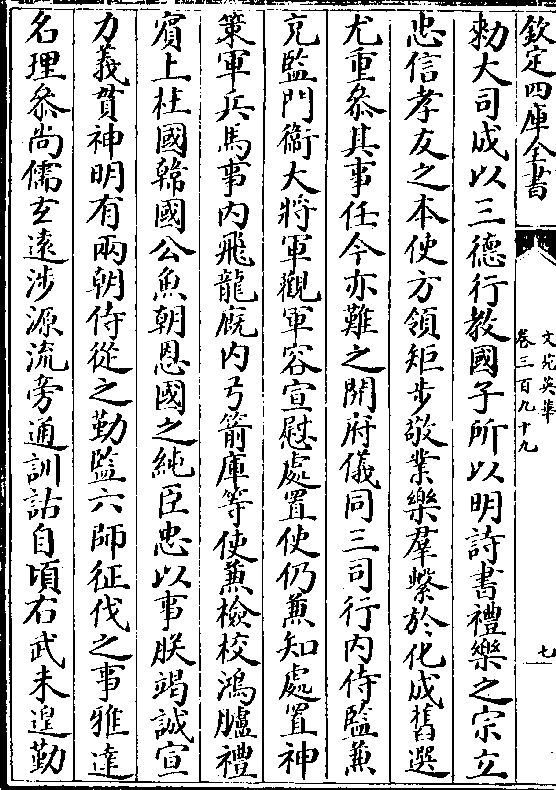 欽定四庫全書
文苑英華
卷三百九十九
七
勑大司成以三德行教國子所以明詩書禮樂之宗立
忠信孝友之本使方領矩步敬業樂羣繫於化成舊選
尤重叅其事任今亦難之開府儀同三司行内侍監兼
充監門衞大將軍觀軍容宣慰處置使仍兼知處置神
策軍兵馬事内飛龍廐内弓箭庫等使兼檢校鴻臚禮
賔上柱國韓國公魚朝恩國之純臣忠以事朕竭誠宣
力義貫神明有兩朝侍從之勤監六師征伐之事雅達
名理叅尚儒玄遠涉源流旁通訓詁自頃右武未遑勤